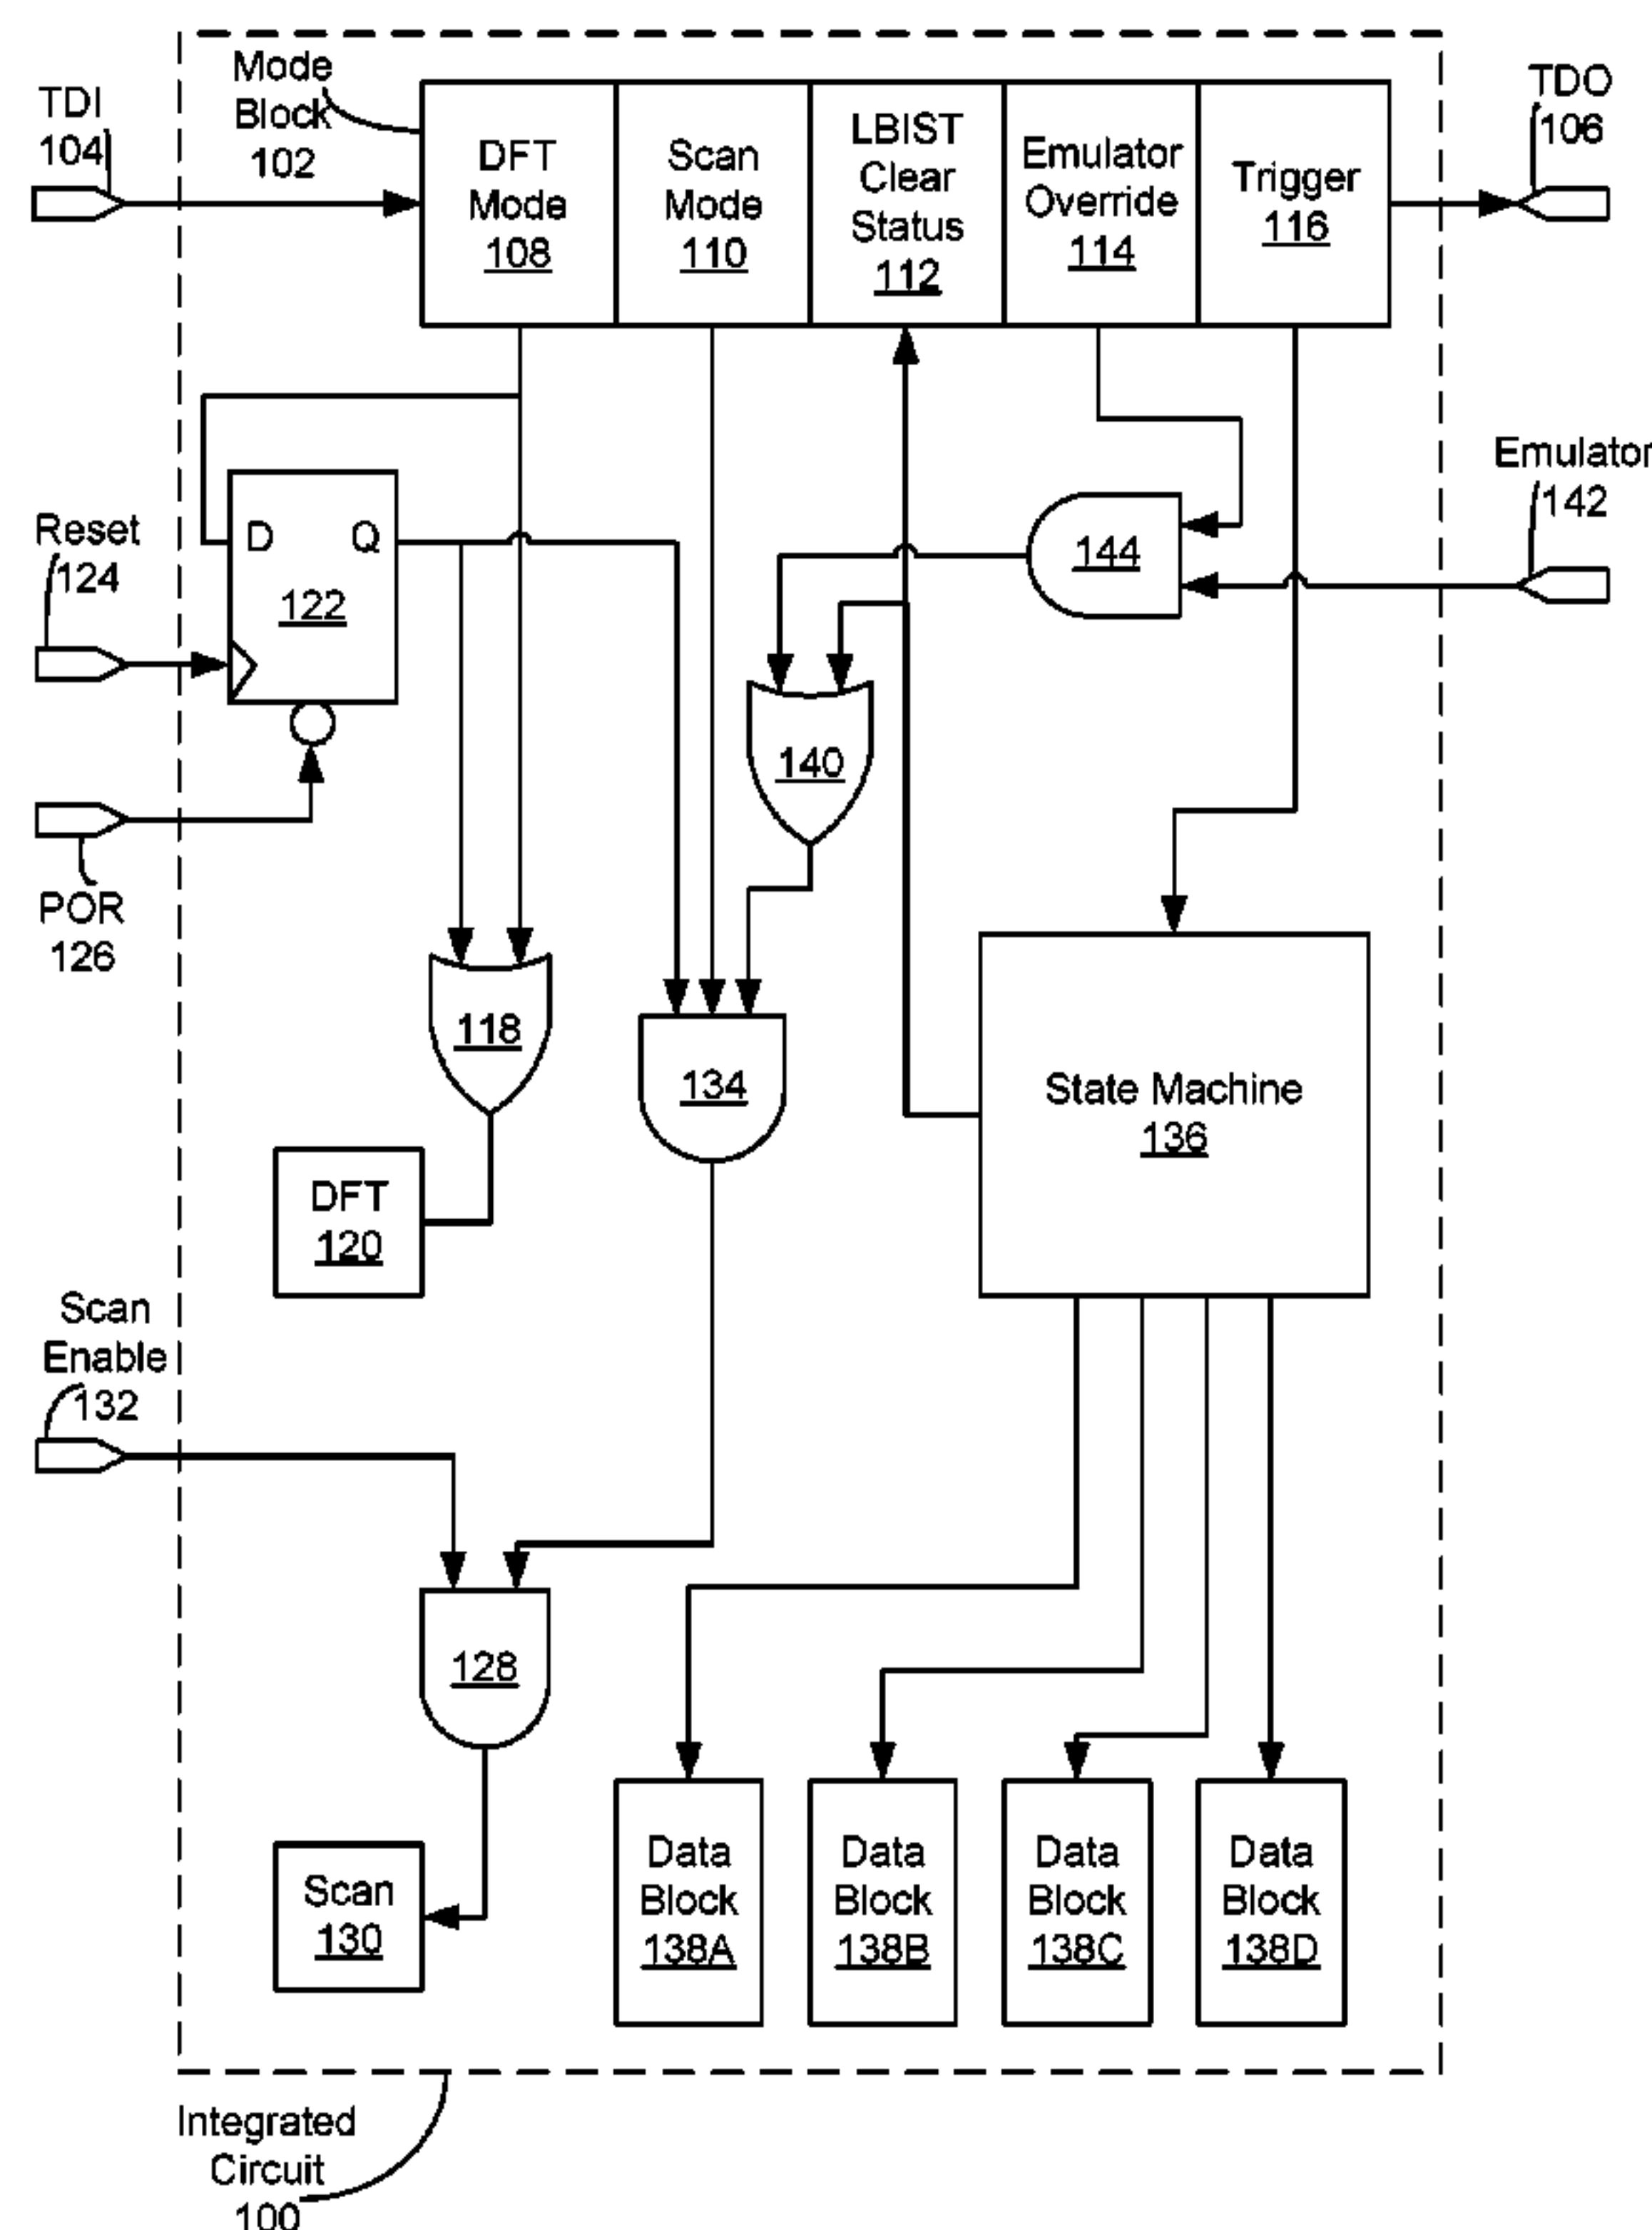 Mode
Block
102
TDI
104
TDO
106
DFT
Mode
108
Scan
Mode
110
LBIST
Clear
Status
112
Emulator
Override
114
Trigger
116
Emulator
142
Reset
124
D
Q
122
144
140
POR
126
118
134
State Machine
136
DFT
120
Scan
Enable
132
128
Scan
130
Data
Block
138A
Data
Block
138B
Data
Block
138C
Data
Block
138D
Integrated
Circuit
100